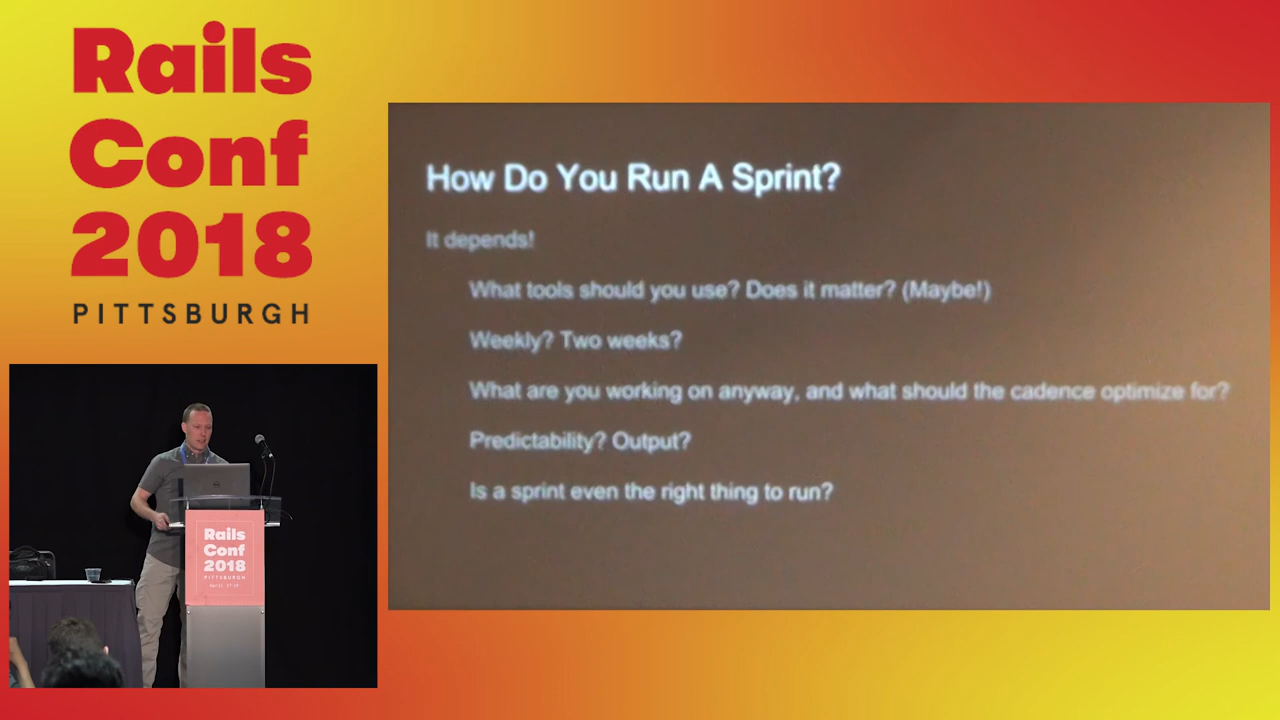 Rails
Conf
2018
PITTSBURGH
How Do You Run A Sprint?
It depends!
What tools should you use? Does it matter? (Maybe!)
Weekly? Two weeks?
What are you working on anyway, and what should the cadence optimize for?
Predictability? Output?
Is a sprint even the right thing to run?
Rails
Conf
2018
PITTSBURGH